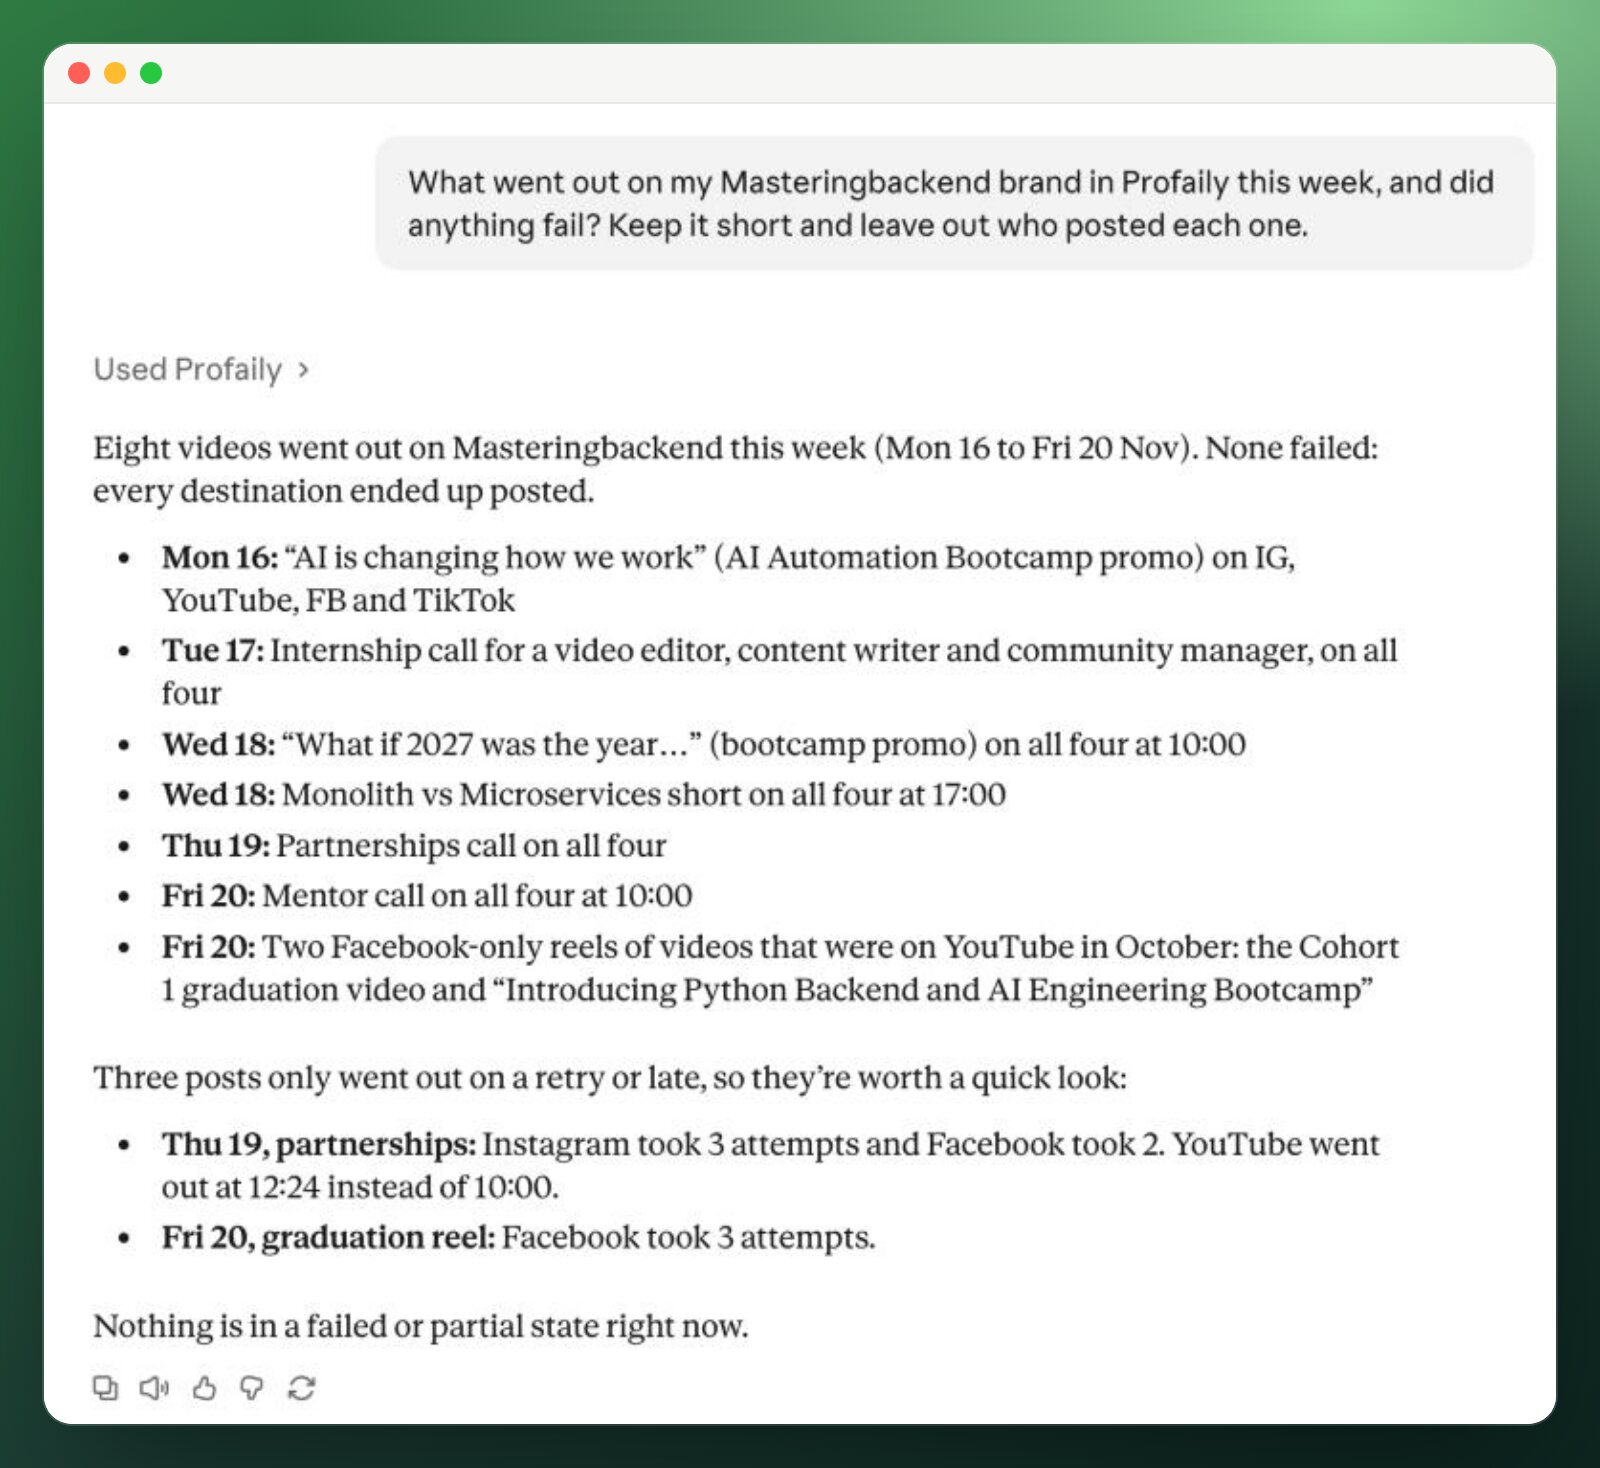 What went out on my Masteringbackend brand in Profaily this week, and did
anything fail? Keep it short and leave out who posted each one.
Used Profaily >
Eight videos went out on Masteringbackend this week (Mon 16 to Fri 20 Nov). None failed:
every destination ended up posted.
• Mon 16: “AI is changing how we work” (AI Automation Bootcamp promo) on IG,
YouTube, FB and TikTok
• Tue 17: Internship call for a video editor, content writer and community manager, on all
four
• Wed 18: “What if 2027 was the year…” (bootcamp promo) on all four at 10:00
• Wed 18: Monolith vs Microservices short on all four at 17:00
• Thu 19: Partnerships call on all four
• Fri 20: Mentor call on all four at 10:00
• Fri 20: Two Facebook-only reels of videos that were on YouTube in October: the Cohort
1 graduation video and “Introducing Python Backend and AI Engineering Bootcamp”
Three posts only went out on a retry or late, so they’re worth a quick look:
• Thu 19, partnerships: Instagram took 3 attempts and Facebook took 2. YouTube went
out at 12:24 instead of 10:00.
• Fri 20, graduation reel: Facebook took 3 attempts.
Nothing is in a failed or partial state right now.